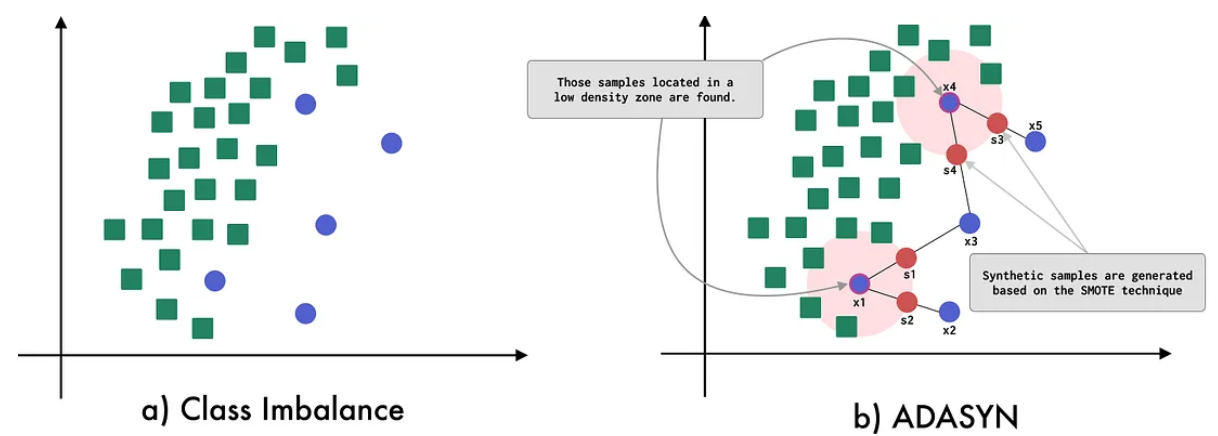 Those samples located in a
low density zone are found.
x4
x5
s3
s4
x3
s1
x1
s2
x2
Synthetic samples are generated
based on the SMOTE technique
a) Class Imbalance
b) ADASYN